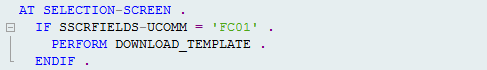 AT SELECTION-SCREEN .
IF SSCRFIELDS-UCOMM = 'FC01' .
PERFORM DOWNLOAD_TEMPLATE .
ENDIF .